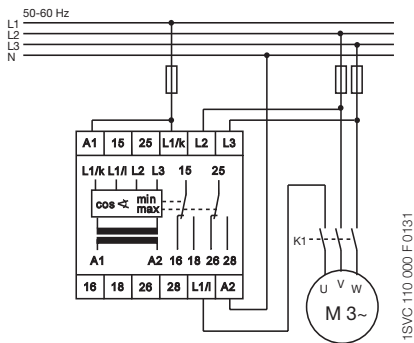 50-60 Hz
L1
L2
L3
N
A1 15 25 L1/k L2 L3
L1/k L1/l L2 L3 15 25
cos ∢ min
max
A1 A2 16 18 26 28
16 18 26 28 L1/l A2
K1
U V W
M 3~
1SVC 110 000 F 0131